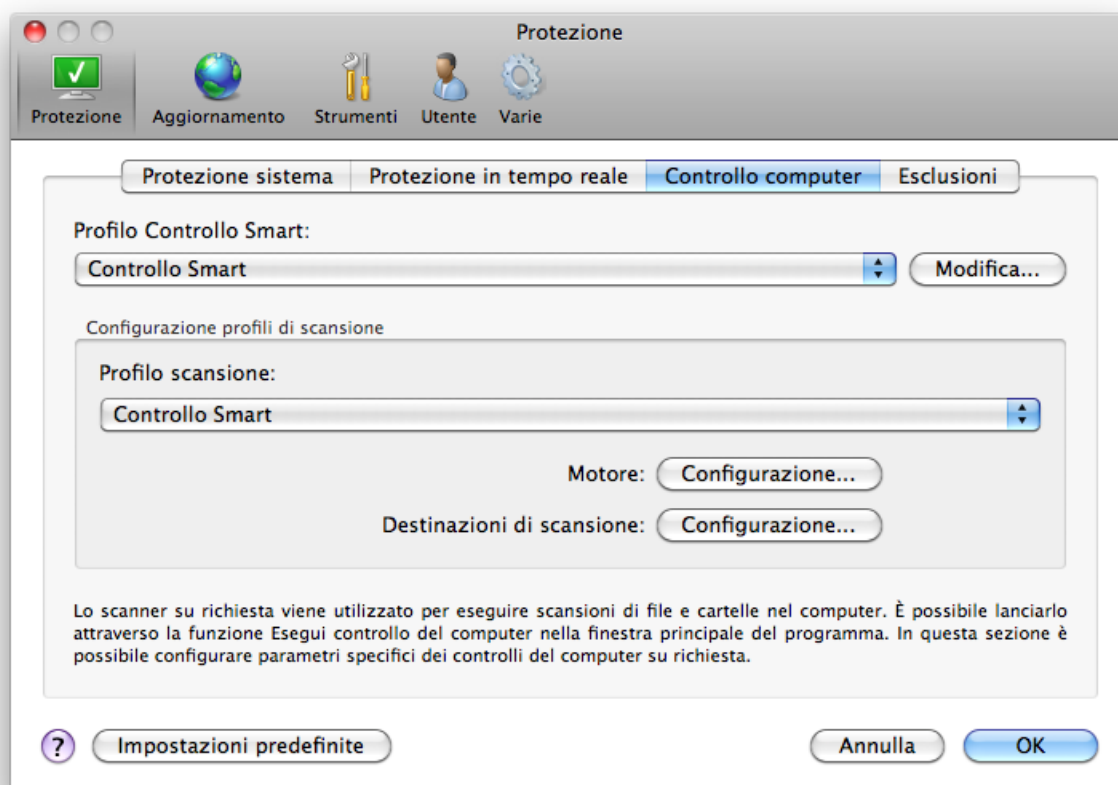 Protezione
Protezione Aggiornamento Strumenti Utente Varie
Protezione sistema Protezione in tempo reale Controllo computer Esclusioni
Profilo Controllo Smart:
Controllo Smart Modifica...
Configurazione profili di scansione
Profilo scansione:
Controllo Smart
Motore: Configurazione...
Destinazioni di scansione: Configurazione...
Lo scanner su richiesta viene utilizzato per eseguire scansioni di file e cartelle nel computer. È possibile lanciarlo
attraverso la funzione Esegui controllo del computer nella finestra principale del programma. In questa sezione è
possibile configurare parametri specifici dei controlli del computer su richiesta.
? Impostazioni predefinite Annulla OK